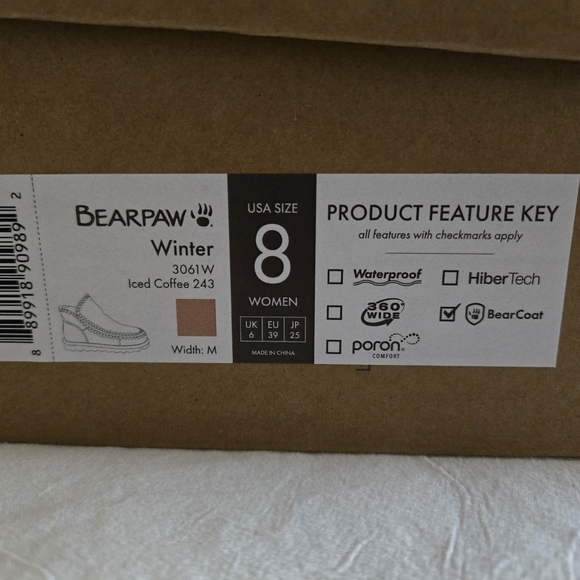 8 89918 90989 2
BEARPAW
Winter
3061W
Iced Coffee 243
Width: M
USA SIZE
8
WOMEN
UK EU JP
6 39 25
MADE IN CHINA
PRODUCT FEATURE KEY
all features with checkmarks apply
Waterproof
HiberTech
360°
WIDE
BearCoat
poron®
COMFORT